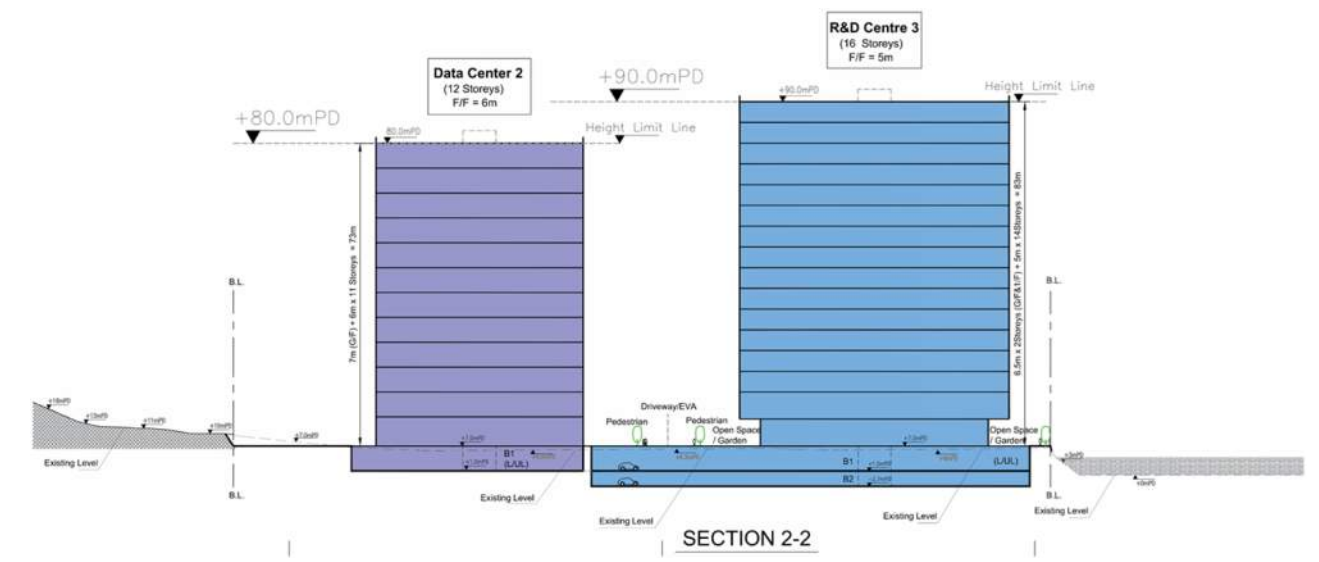 R&D Centre 3
(16 Storeys)
F/F = 5m
Data Center 2
(12 Storeys)
F/F = 6m
+90.0mPD
+90.0mPD
Height Limit Line
+80.0mPD
80.0mPD
Height Limit Line
7m (G/F) + 6m x 11 Storeys = 73m
6.5m x 2Storeys (G/F&1/F) + 5m x 14Storeys = 83m
B.L.
B.L.
+11mPD
Driveway/EVA
Pedestrian
Pedestrian
Open Space
/ Garden
Open Space
/ Garden
Existing Level
B1
(L/UL)
B1
(L/UL)
B2
B.L.
B.L.
Existing Level
Existing Level
Existing Level
Existing Level
SECTION 2-2